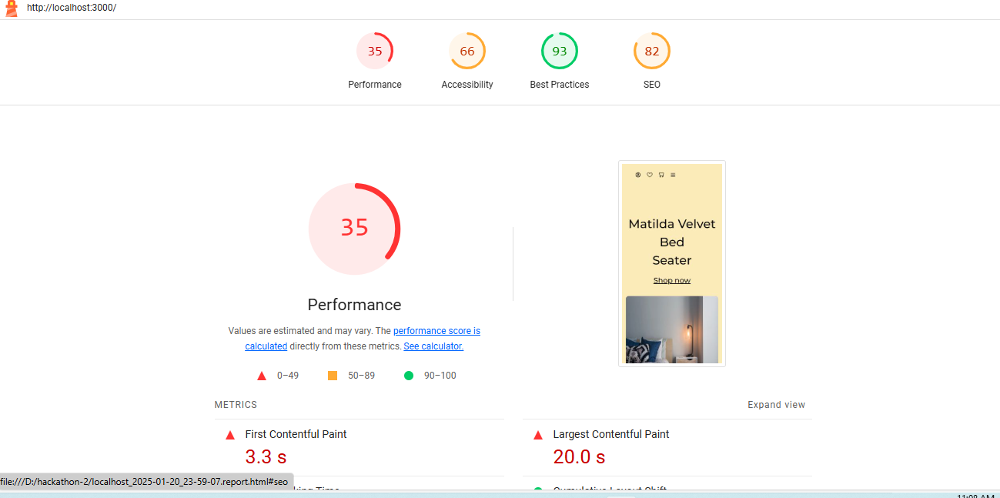 http://localhost:3000/
35
66
93
82
Performance
Accessibility
Best Practices
SEO
35
Performance
Values are estimated and may vary. The performance score is
calculated directly from these metrics. See calculator.
0–49
50–89
90–100
Matilda Velvet
Bed
Seater
Shop now
METRICS
Expand view
First Contentful Paint
3.3 s
Largest Contentful Paint
20.0 s
file:///D:/hackathon-2/localhost_2025-01-20_23-59-07.report.html#seo
king Time
Cumulative Layout Shift
11:08 AM